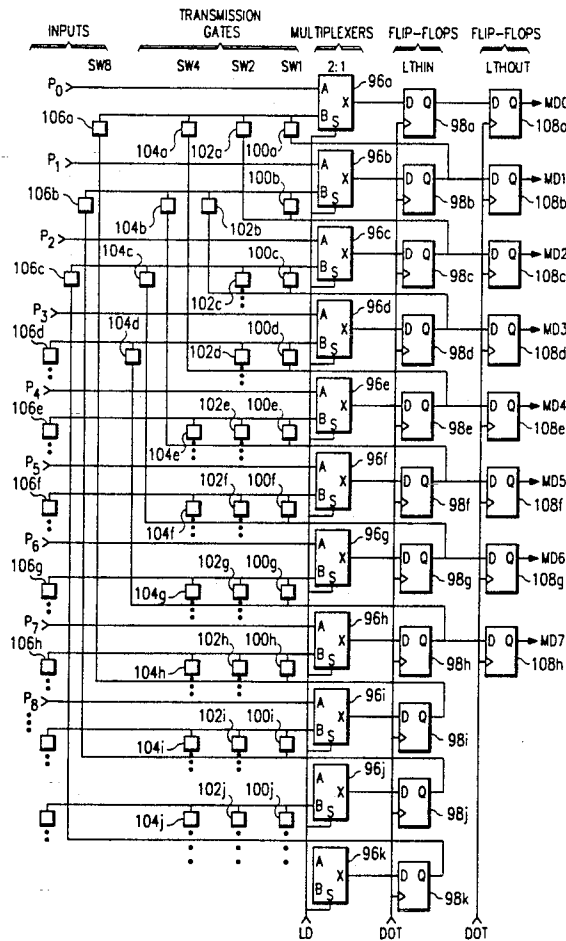 INPUTS
TRANSMISSION
GATES
MULTIPLEXERS
FLIP-FLOPS
FLIP-FLOPS
SW8
SW4
SW2
SW1
2:1
LTHIN
LTHOUT
P0
A
X
B
S
96a
D Q
98a
D Q
MD0
108a
106a
104a
102a
100a
P1
A
X
B
S
96b
D Q
98b
D Q
MD1
108b
106b
104b
102b
100b
P2
A
X
B
S
96c
D Q
98c
D Q
MD2
108c
106c
104c
102c
100c
P3
A
X
B
S
96d
D Q
98d
D Q
MD3
108d
106d
104d
102d
100d
P4
A
X
B
S
96e
D Q
98e
D Q
MD4
108e
106e
104e
102e
100e
P5
A
X
B
S
96f
D Q
98f
D Q
MD5
108f
106f
104f
102f
100f
P6
A
X
B
S
96g
D Q
98g
D Q
MD6
108g
106g
104g
102g
100g
P7
A
X
B
S
96h
D Q
98h
D Q
MD7
108h
106h
104h
102h
100h
P8
A
X
B
S
96i
D Q
98i
104i
102i
100i
A
X
B
S
96j
D Q
98j
104j
102j
100j
A
X
B
S
96k
D Q
98k
LD
DOT
DOT